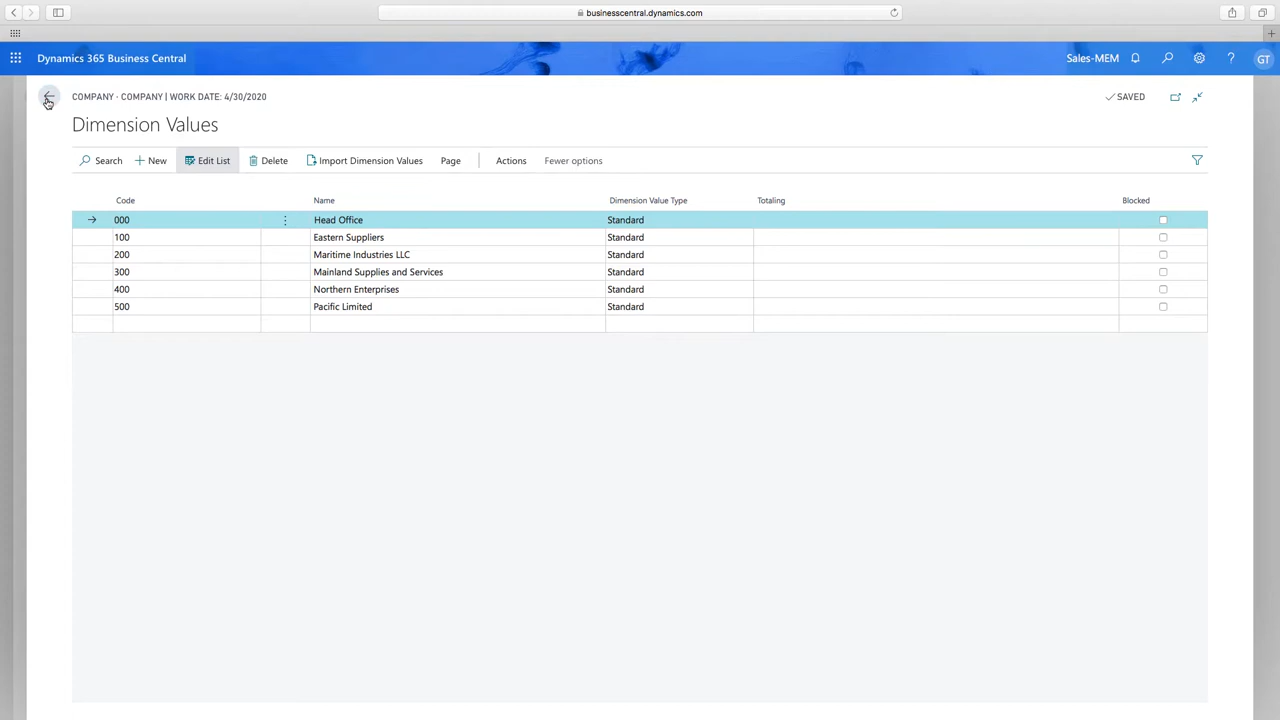 businesscentral.dynamics.com
Dynamics 365 Business Central
Sales-MEM
GT
COMPANY · COMPANY | WORK DATE: 4/30/2020
SAVED
Dimension Values
Search
New
Edit List
Delete
Import Dimension Values
Page
Actions
Fewer options
Code Name Dimension Value Type Totaling Blocked
000 Head Office Standard
100 Eastern Suppliers Standard
200 Maritime Industries LLC Standard
300 Mainland Supplies and Services Standard
400 Northern Enterprises Standard
500 Pacific Limited Standard